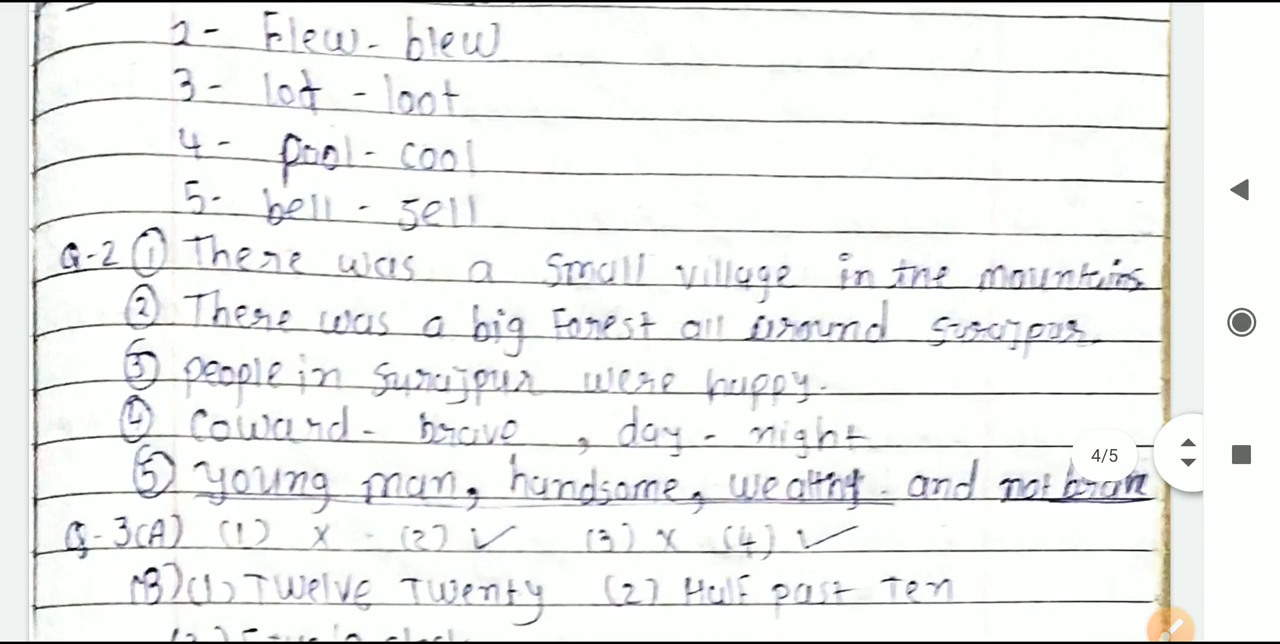 2- Flew - blew
3- lot - loot
4- pool - cool
5- bell - sell
Q-2 ① There was a small village in the mountains
② There was a big Forest all around surajpur.
③ people in surajpur were happy.
④ coward - brave , day - night
4/5
⑤ young man, handsome, wealthy and not
Q-3(A) (1) x (2) ✓ (3) x (4) ✓
(B) (1) Twelve Twenty (2) Half past Ten